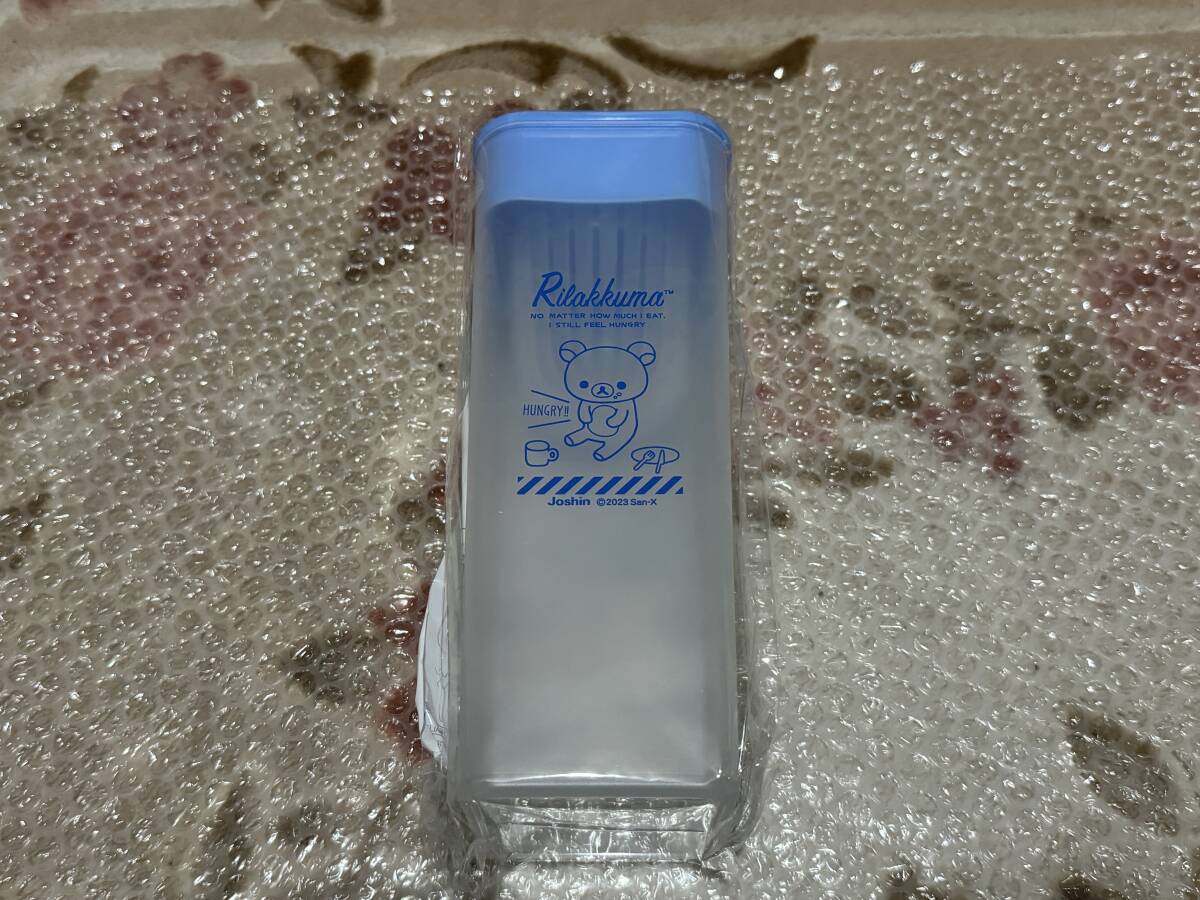 Rilakkuma™
NO MATTER HOW MUCH I EAT.
I STILL FEEL HUNGRY
HUNGRY!!
Joshin ©2023 San-X